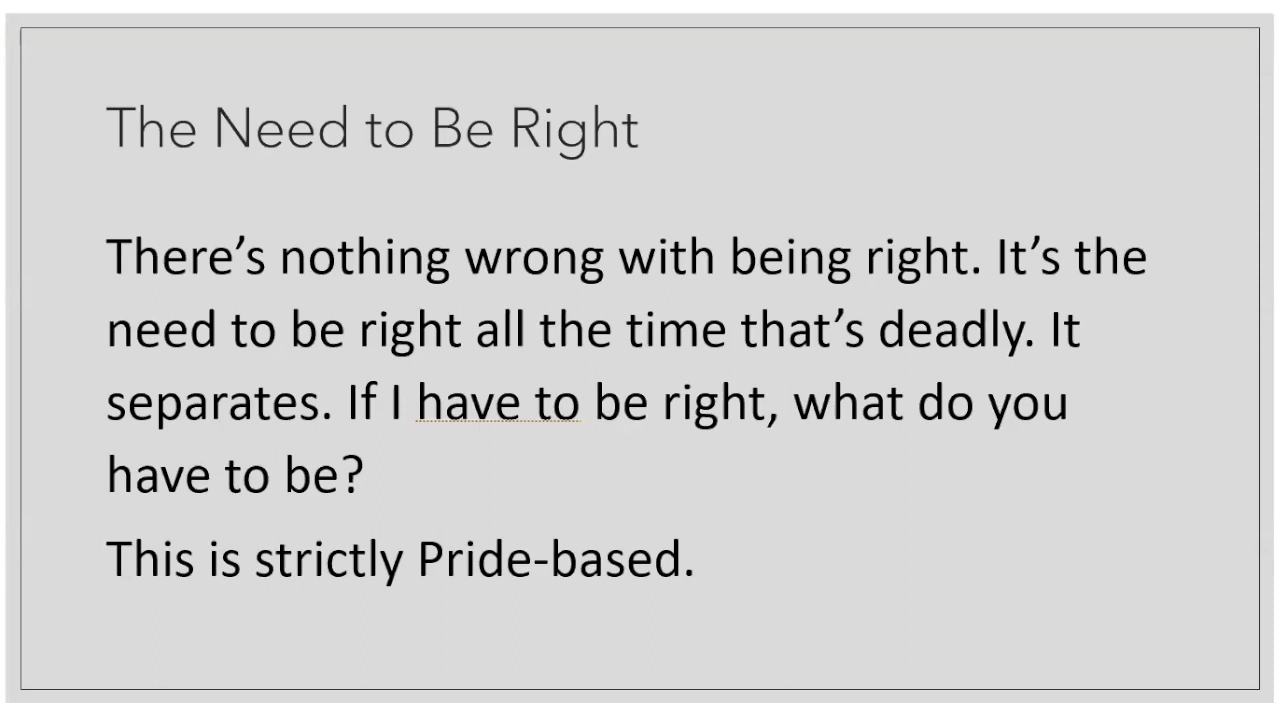 The Need to Be Right
There’s nothing wrong with being right. It’s the
need to be right all the time that’s deadly. It
separates. If I have to be right, what do you
have to be?
This is strictly Pride-based.